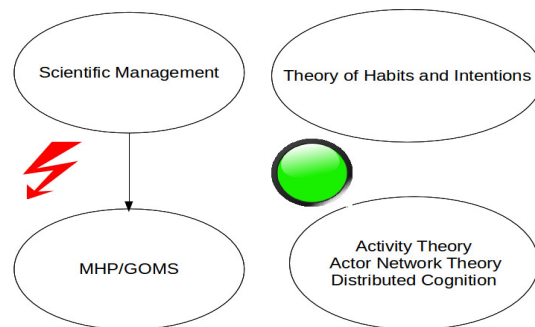 Scientific Management
Theory of Habits and Intentions
MHP/GOMS
Activity Theory
Actor Network Theory
Distributed Cognition